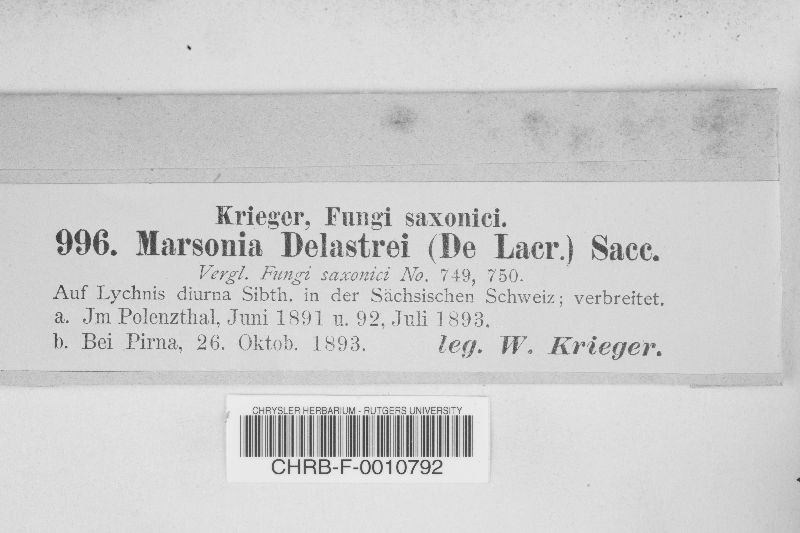 Krieger, Fungi saxonici.
996. Marsonia Delastrei (De Lacr.) Sacc.
Vergl. Fungi saxonici No. 749, 750.
Auf Lychnis diurna Sibth. in der Sächsischen Schweiz; verbreitet.
a. Jm Polenzthal, Juni 1891 u. 92, Juli 1893.
b. Bei Pirna, 26. Oktob. 1893. leg. W. Krieger.
CHRYSLER HERBARIUM - RUTGERS UNIVERSITY
CHRB-F-0010792